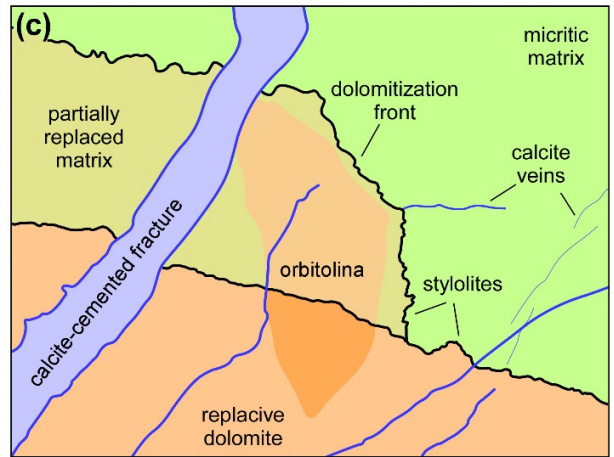 (c)
micritic
matrix
dolomitization
front
partially
replaced
matrix
calcite
veins
calcite-cemented fracture
orbitolina
stylolites
replacive
dolomite